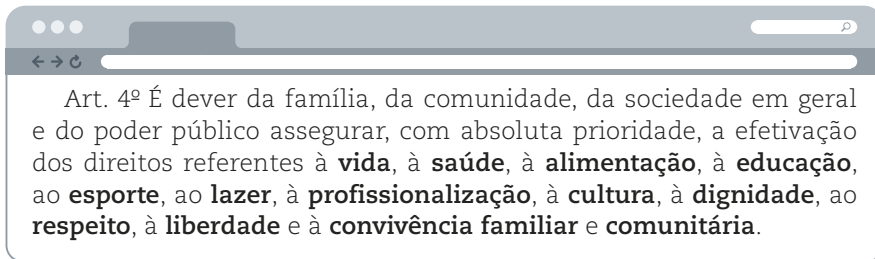 Art. 4º É dever da família, da comunidade, da sociedade em geral
e do poder público assegurar, com absoluta prioridade, a efetivação
dos direitos referentes à vida, à saúde, à alimentação, à educação,
ao esporte, ao lazer, à profissionalização, à cultura, à dignidade, ao
respeito, à liberdade e à convivência familiar e comunitária.